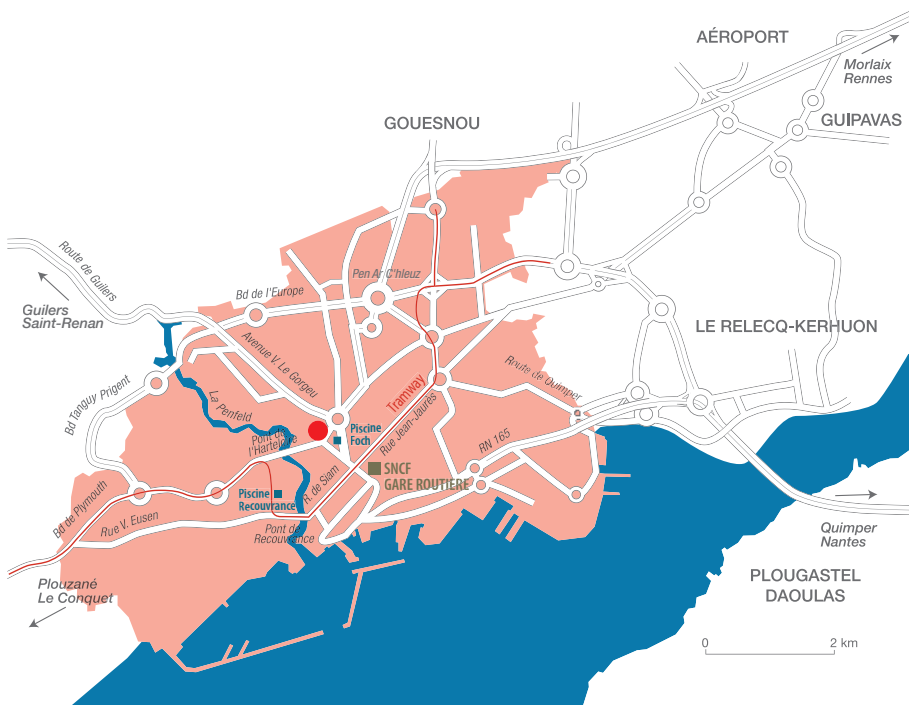 AÉROPORT
Morlaix
Rennes
GUIPAVAS
GOUESNOU
Route de Guilers
Guilers
Saint-Renan
Pen Ar C'hleuz
Bd de l'Europe
Avenue V. Le Gorgeu
LE RELECQ-KERHUON
Route de Quimper
Bd Tanguy Prigent
La Penfeld
Tramway
Rue Jean-Jaurès
Piscine
Foch
Pont de
l'Harteloire
RN 165
SNCF
GARE ROUTIÈRE
R. de Siam
Piscine
Recouvrance
Bd de Plymouth
Rue V. Eusen
Pont de
Recouvrance
Quimper
Nantes
Plouzané
Le Conquet
PLOUGASTEL
DAOULAS
0 2 km